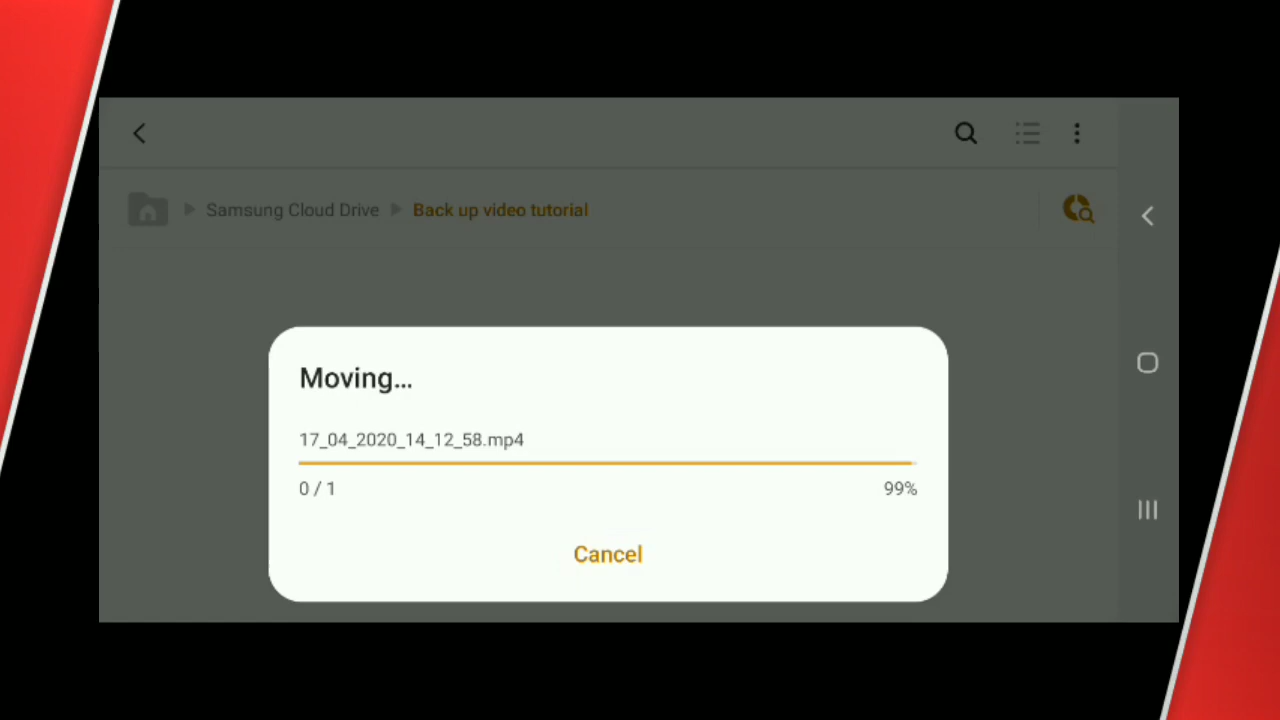 Samsung Cloud Drive Back up video tutorial
Moving...
17_04_2020_14_12_58.mp4
0 / 1 99%
Cancel